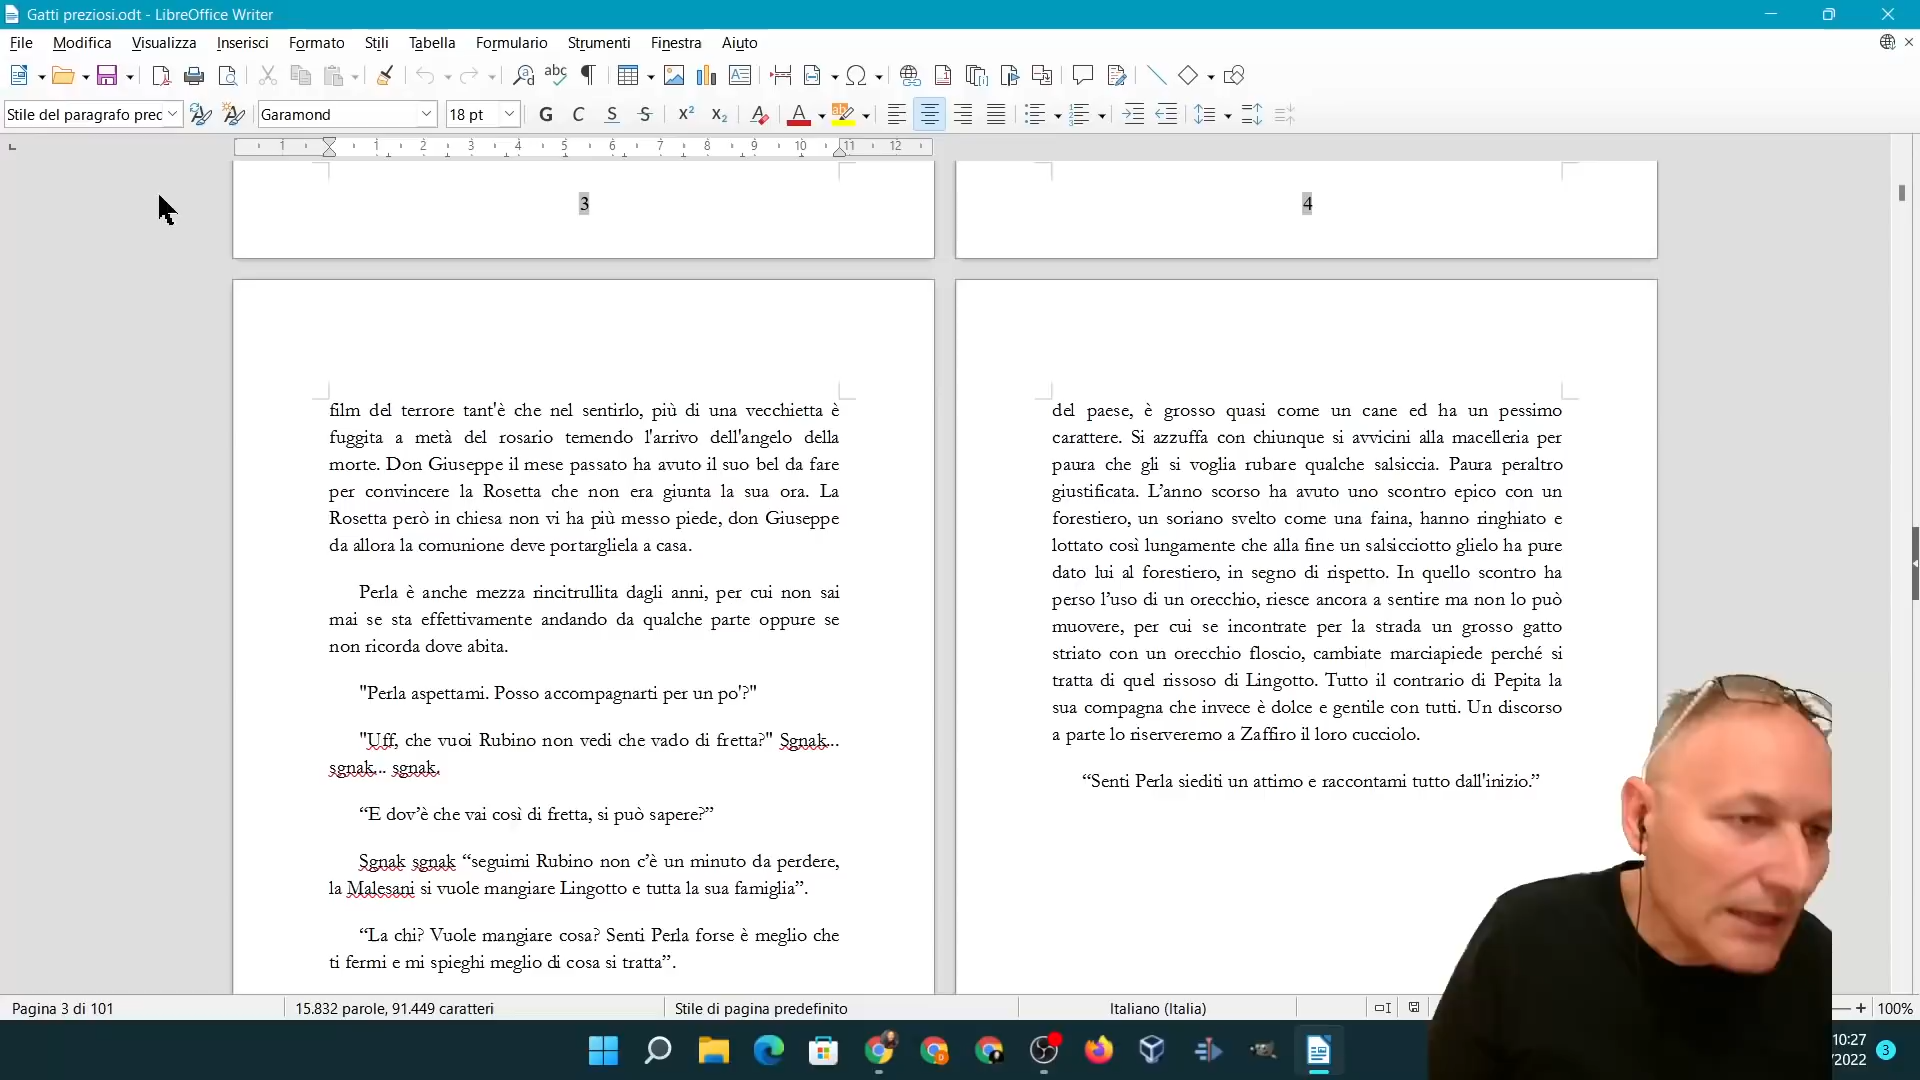 Gatti preziosi.odt - LibreOffice Writer
File Modifica Visualizza Inserisci Formato Stili Tabella Formulario Strumenti Finestra Aiuto
Stile del paragrafo prec Garamond 18 pt G C S S X² X₂
1 1 2 3 4 5 6 7 8 9 10 11 12
3
4
film del terrore tant'è che nel sentirlo, più di una vecchietta è
fuggita a metà del rosario temendo l'arrivo dell'angelo della
morte. Don Giuseppe il mese passato ha avuto il suo bel da fare
per convincere la Rosetta che non era giunta la sua ora. La
Rosetta però in chiesa non vi ha più messo piede, don Giuseppe
da allora la comunione deve portargliela a casa.
Perla è anche mezza rincitrullita dagli anni, per cui non sai
mai se sta effettivamente andando da qualche parte oppure se
non ricorda dove abita.
"Perla aspettami. Posso accompagnarti per un po'?"
"Uff, che vuoi Rubino non vedi che vado di fretta?" Sgnak...
sgnak... sgnak.
“E dov’è che vai così di fretta, si può sapere?”
Sgnak sgnak “seguimi Rubino non c’è un minuto da perdere,
la Malesani si vuole mangiare Lingotto e tutta la sua famiglia”.
“La chi? Vuole mangiare cosa? Senti Perla forse è meglio che
ti fermi e mi spieghi meglio di cosa si tratta”.
del paese, è grosso quasi come un cane ed ha un pessimo
carattere. Si azzuffa con chiunque si avvicini alla macelleria per
paura che gli si voglia rubare qualche salsiccia. Paura peraltro
giustificata. L’anno scorso ha avuto uno scontro epico con un
forestiero, un soriano svelto come una faina, hanno ringhiato e
lottato così lungamente che alla fine un salsicciotto glielo ha pure
dato lui al forestiero, in segno di rispetto. In quello scontro ha
perso l’uso di un orecchio, riesce ancora a sentire ma non lo può
muovere, per cui se incontrate per la strada un grosso gatto
striato con un orecchio floscio, cambiate marciapiede perché si
tratta di quel rissoso di Lingotto. Tutto il contrario di Pepita la
sua compagna che invece è dolce e gentile con tutti. Un discorso
a parte lo riserveremo a Zaffiro il loro cucciolo.
“Senti Perla siediti un attimo e raccontami tutto dall'inizio.”
Pagina 3 di 101 15.832 parole, 91.449 caratteri Stile di pagina predefinito Italiano (Italia) 100%
10:27
/2022 3